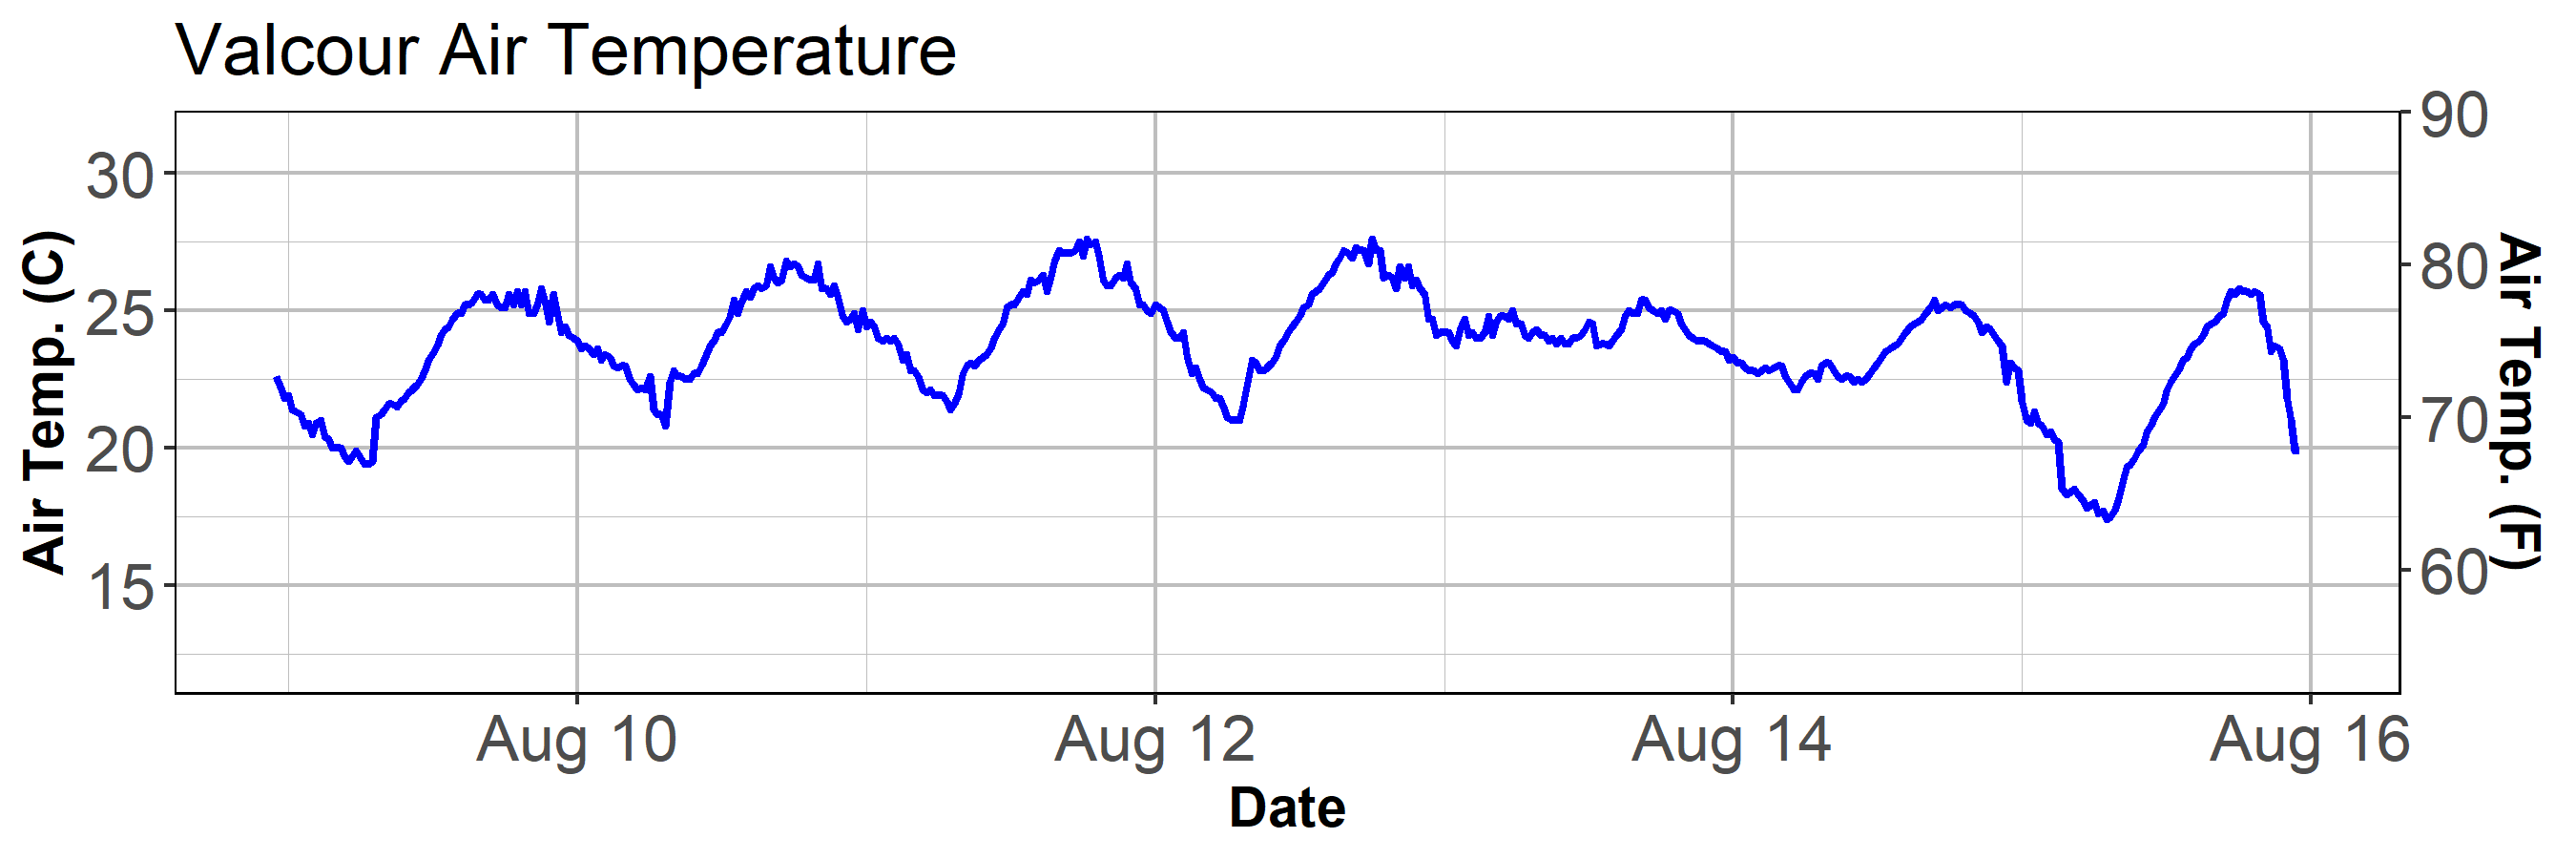 Valcour Air Temperature
Air Temp. (C)
30
25
20
15
90
80
70
60
Air Temp. (F)
Aug 10
Aug 12
Aug 14
Aug 16
Date